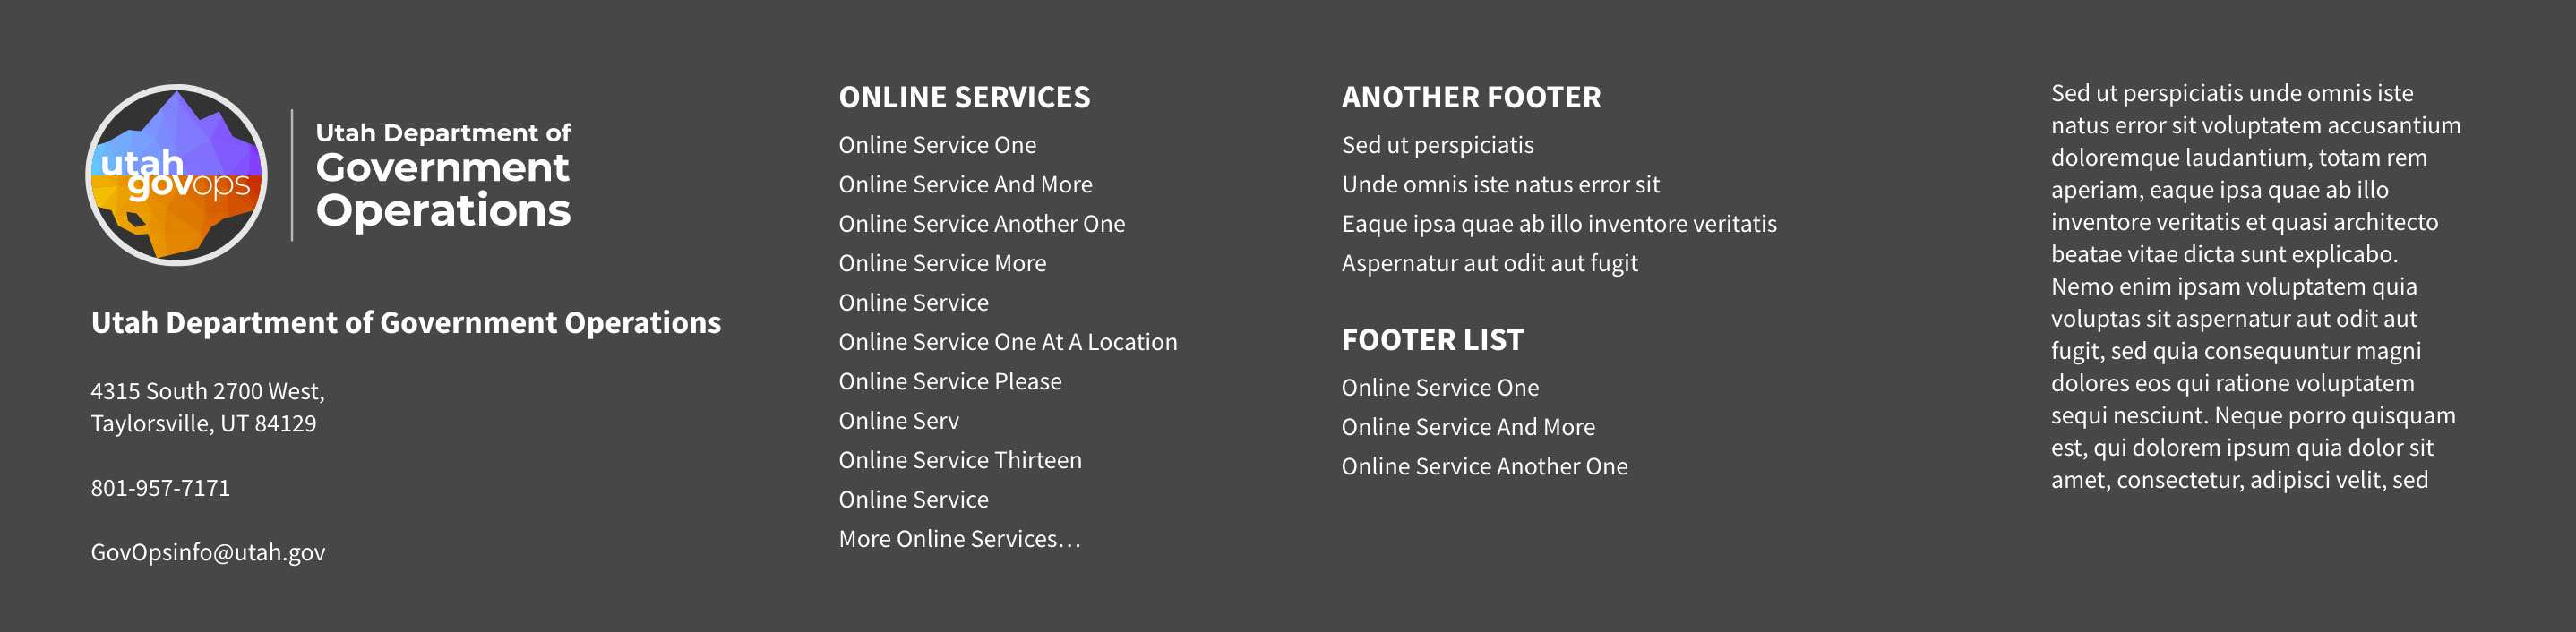 utah
govops
Utah Department of
Government
Operations
Utah Department of Government Operations
4315 South 2700 West,
Taylorsville, UT 84129
801-957-7171
GovOpsinfo@utah.gov
ONLINE SERVICES
Online Service One
Online Service And More
Online Service Another One
Online Service More
Online Service
Online Service One At A Location
Online Service Please
Online Serv
Online Service Thirteen
Online Service
More Online Services…
ANOTHER FOOTER
Sed ut perspiciatis
Unde omnis iste natus error sit
Eaque ipsa quae ab illo inventore veritatis
Aspernatur aut odit aut fugit
FOOTER LIST
Online Service One
Online Service And More
Online Service Another One
Sed ut perspiciatis unde omnis iste
natus error sit voluptatem accusantium
doloremque laudantium, totam rem
aperiam, eaque ipsa quae ab illo
inventore veritatis et quasi architecto
beatae vitae dicta sunt explicabo.
Nemo enim ipsam voluptatem quia
voluptas sit aspernatur aut odit aut
fugit, sed quia consequuntur magni
dolores eos qui ratione voluptatem
sequi nesciunt. Neque porro quisquam
est, qui dolorem ipsum quia dolor sit
amet, consectetur, adipisci velit, sed